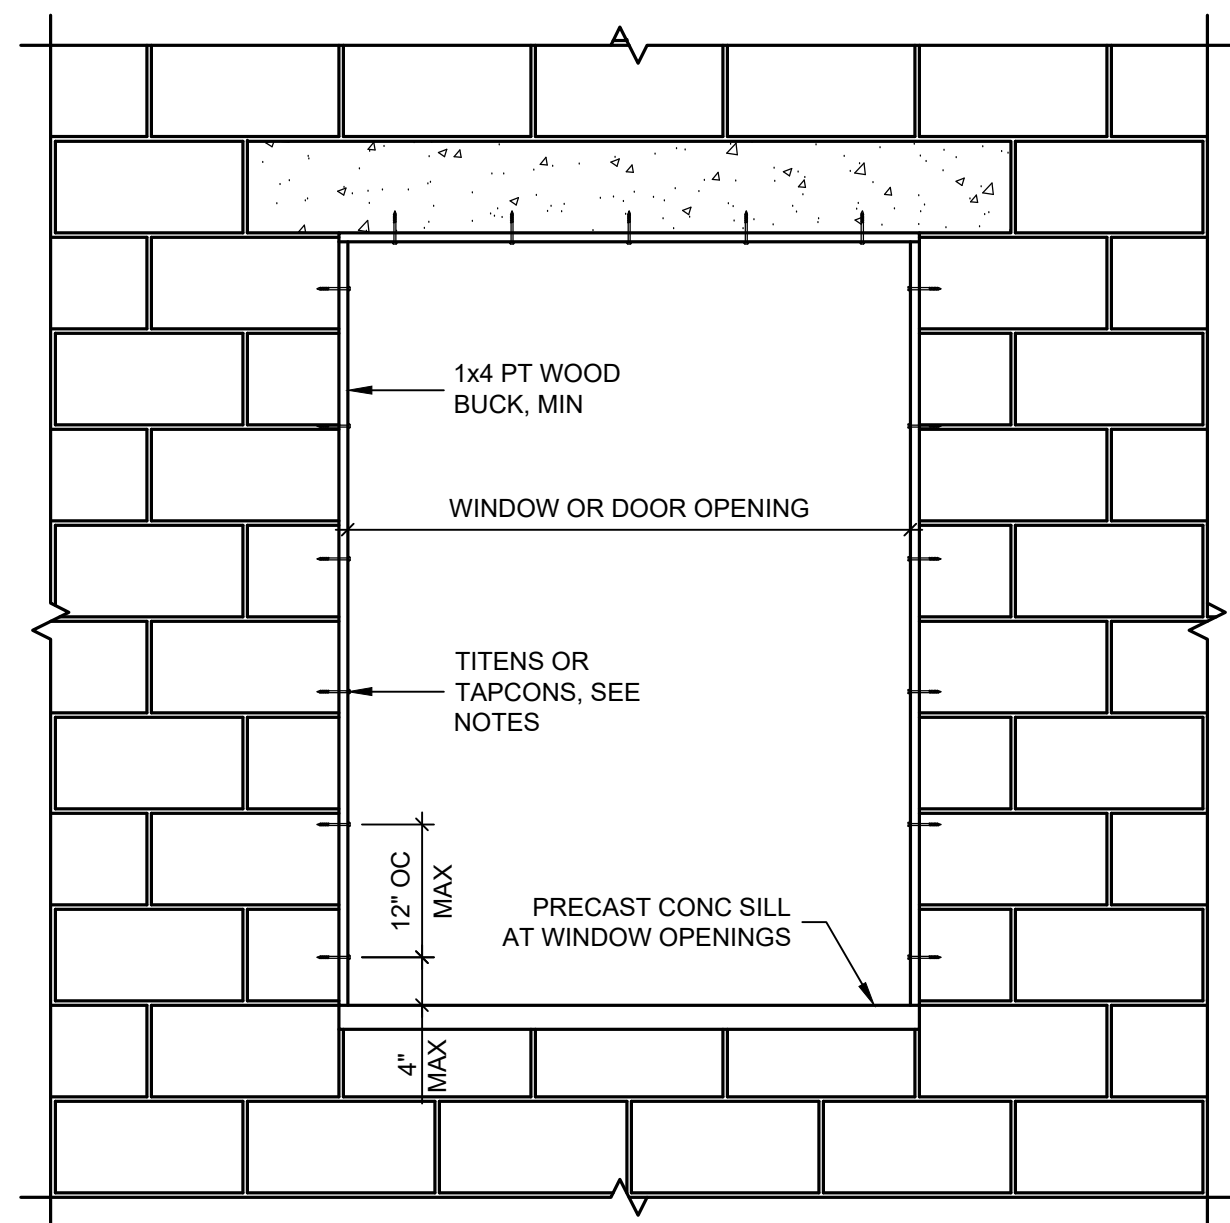 1x4 PT WOOD
BUCK, MIN
WINDOW OR DOOR OPENING
TITENS OR
TAPCONS, SEE
NOTES
12" OC
MAX
PRECAST CONC SILL
AT WINDOW OPENINGS
4"
MAX